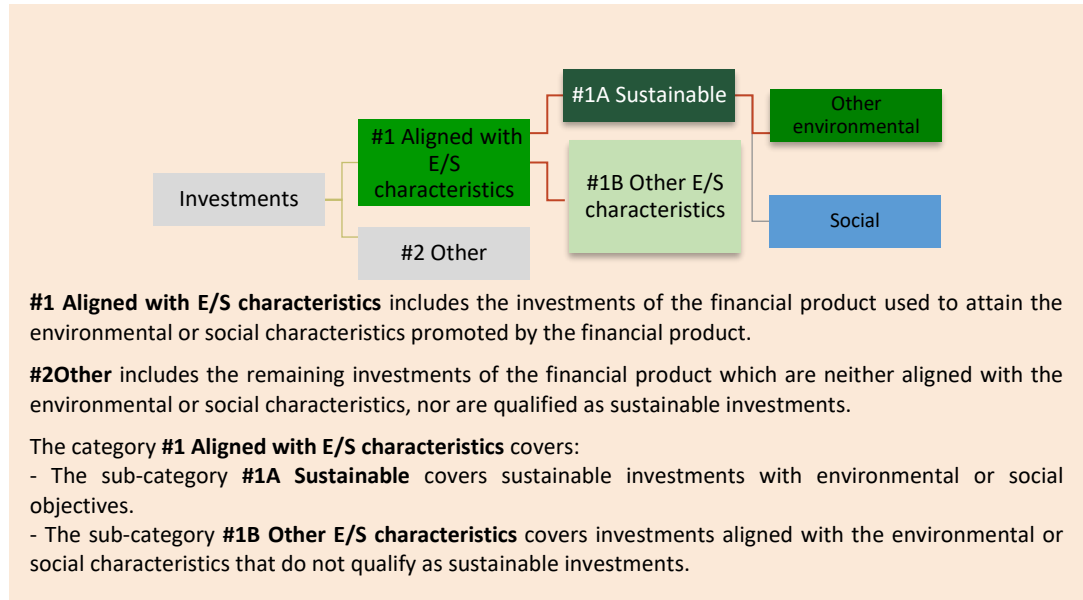 #1A Sustainable
Other
environmental
#1 Aligned with
E/S
characteristics
#1B Other E/S
characteristics
Investments
Social
#2 Other
#1 Aligned with E/S characteristics includes the investments of the financial product used to attain the
environmental or social characteristics promoted by the financial product.
#2Other includes the remaining investments of the financial product which are neither aligned with the
environmental or social characteristics, nor are qualified as sustainable investments.
The category #1 Aligned with E/S characteristics covers:
- The sub-category #1A Sustainable covers sustainable investments with environmental or social
objectives.
- The sub-category #1B Other E/S characteristics covers investments aligned with the environmental or
social characteristics that do not qualify as sustainable investments.